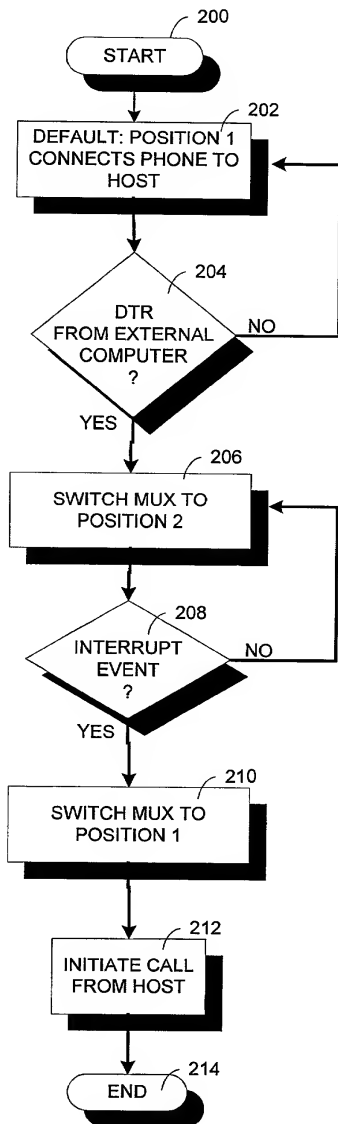 200
START
202
DEFAULT: POSITION 1
CONNECTS PHONE TO
HOST
204
DTR
FROM EXTERNAL
COMPUTER
?
NO
YES
206
SWITCH MUX TO
POSITION 2
208
INTERRUPT
EVENT
?
NO
YES
210
SWITCH MUX TO
POSITION 1
212
INITIATE CALL
FROM HOST
214
END